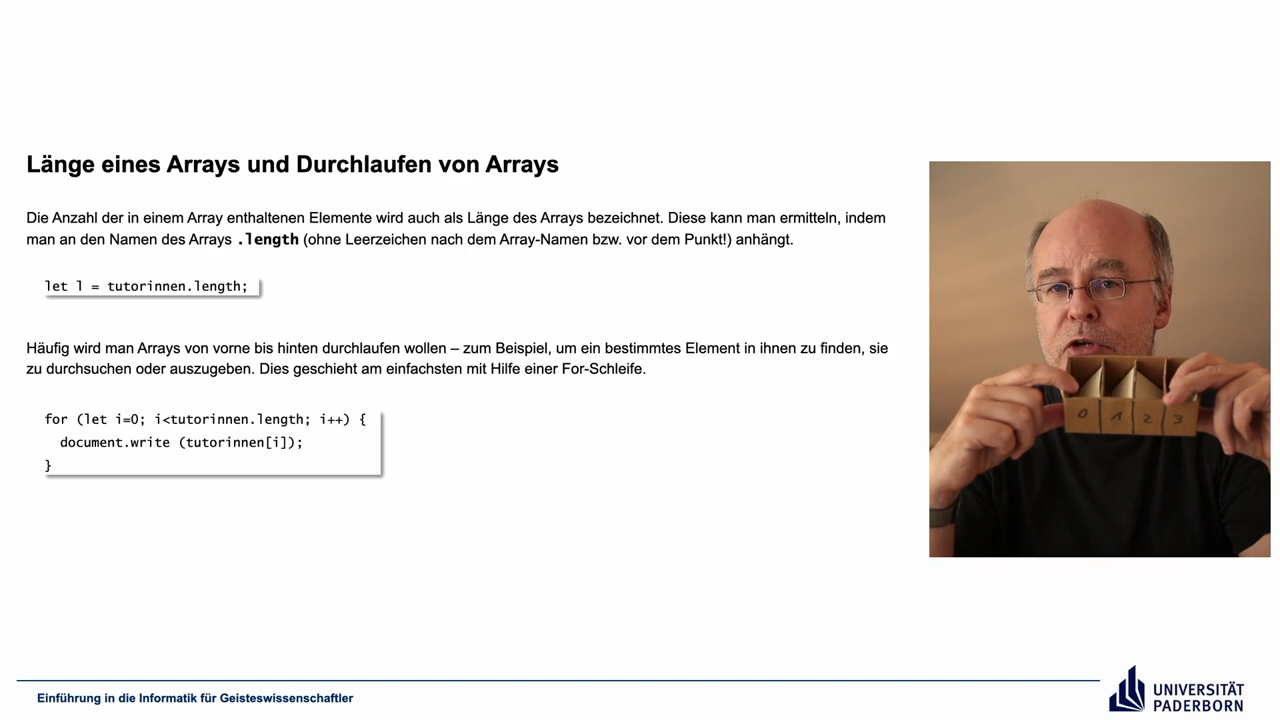 Länge eines Arrays und Durchlaufen von Arrays
Die Anzahl der in einem Array enthaltenen Elemente wird auch als Länge des Arrays bezeichnet. Diese kann man ermitteln, indem
man an den Namen des Arrays .length (ohne Leerzeichen nach dem Array-Namen bzw. vor dem Punkt!) anhängt.
let l = tutorinnen.length;
Häufig wird man Arrays von vorne bis hinten durchlaufen wollen – zum Beispiel, um ein bestimmtes Element in ihnen zu finden, sie
zu durchsuchen oder auszugeben. Dies geschieht am einfachsten mit Hilfe einer For-Schleife.
for (let i=0; i<tutorinnen.length; i++) {
document.write (tutorinnen[i]);
}
0 1 2 3
Einführung in die Informatik für Geisteswissenschaftler
UNIVERSITÄT
PADERBORN